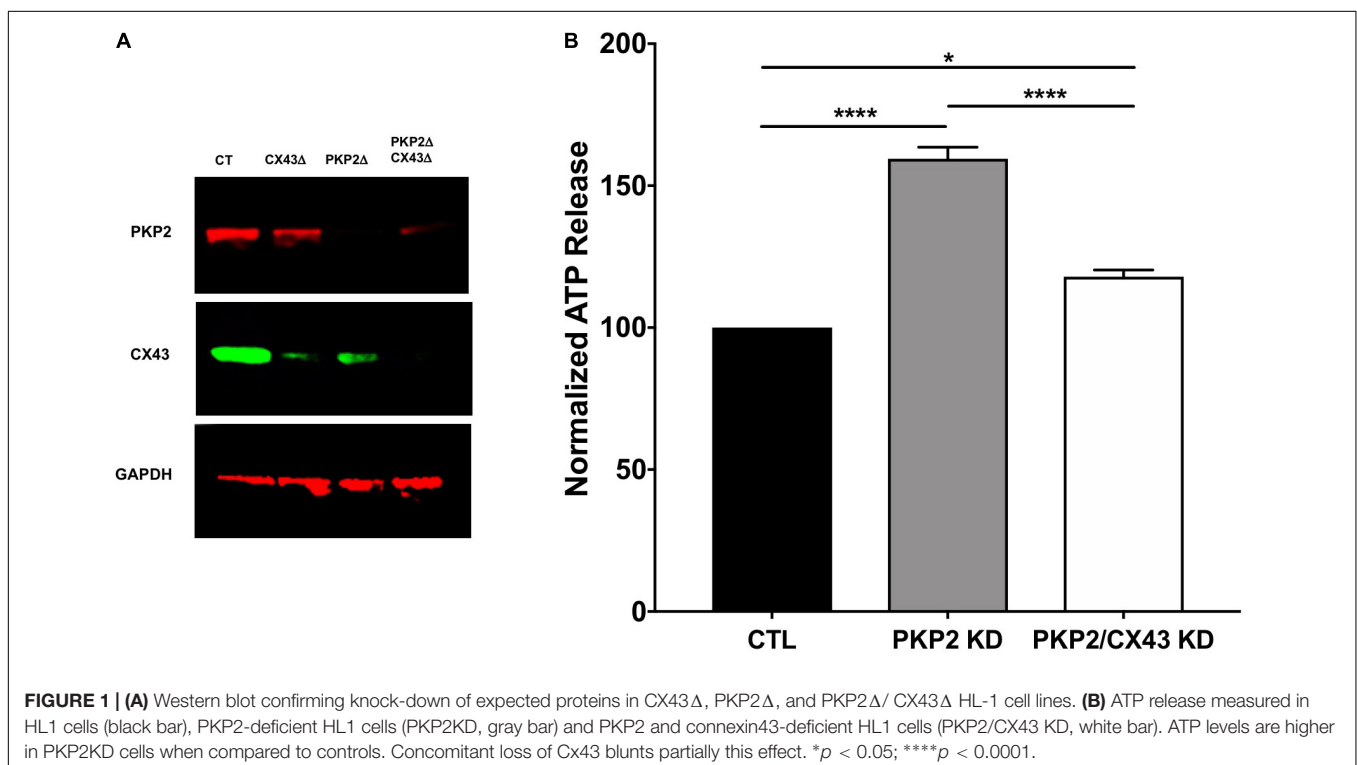 A
CT CX43Δ PKP2Δ PKP2Δ
CX43Δ
PKP2
CX43
GAPDH
B
Normalized ATP Release
200
150
100
50
0
*
****
****
CTL PKP2 KD PKP2/CX43 KD
FIGURE 1 | (A) Western blot confirming knock-down of expected proteins in CX43Δ, PKP2Δ, and PKP2Δ/ CX43Δ HL-1 cell lines. (B) ATP release measured in
HL1 cells (black bar), PKP2-deficient HL1 cells (PKP2KD, gray bar) and PKP2 and connexin43-deficient HL1 cells (PKP2/CX43 KD, white bar). ATP levels are higher
in PKP2KD cells when compared to controls. Concomitant loss of Cx43 blunts partially this effect. *p < 0.05; ****p < 0.0001.